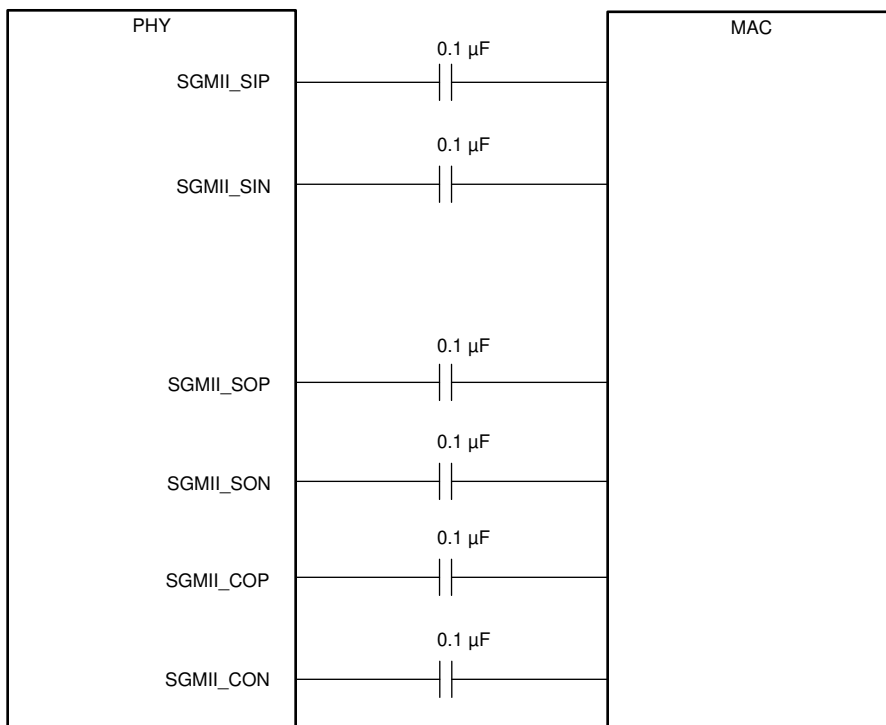 PHY
MAC
0.1 µF
SGMII_SIP
0.1 µF
SGMII_SIN
0.1 µF
SGMII_SOP
0.1 µF
SGMII_SON
0.1 µF
SGMII_COP
0.1 µF
SGMII_CON